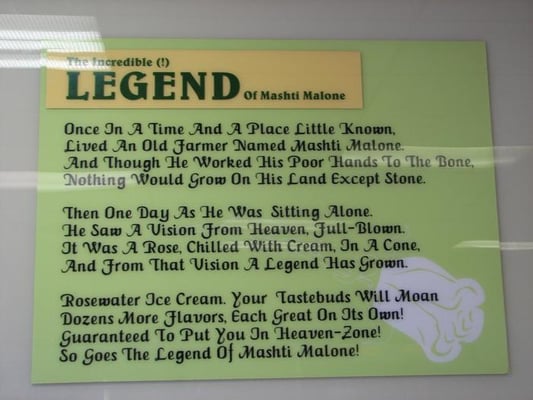 The Incredible (!)
LEGEND Of Mashti Malone
Once In A Time And A Place Little Known,
Lived An Old Farmer Named Mashti Malone.
And Though He Worked His Poor Hands To The Bone,
Nothing Would Grow On His Land Except Stone.
Then One Day As He Was Sitting Alone.
He Saw A Vision From Heaven, Full-Blown.
It Was A Rose, Chilled With Cream, In A Cone,
And From That Vision A Legend Has Grown.
Rosewater Ice Cream. Your Tastebuds Will Moan
Dozens More Flavors, Each Great On Its Own!
Guaranteed To Put You In Heaven-Zone!
So Goes The Legend Of Mashti Malone!